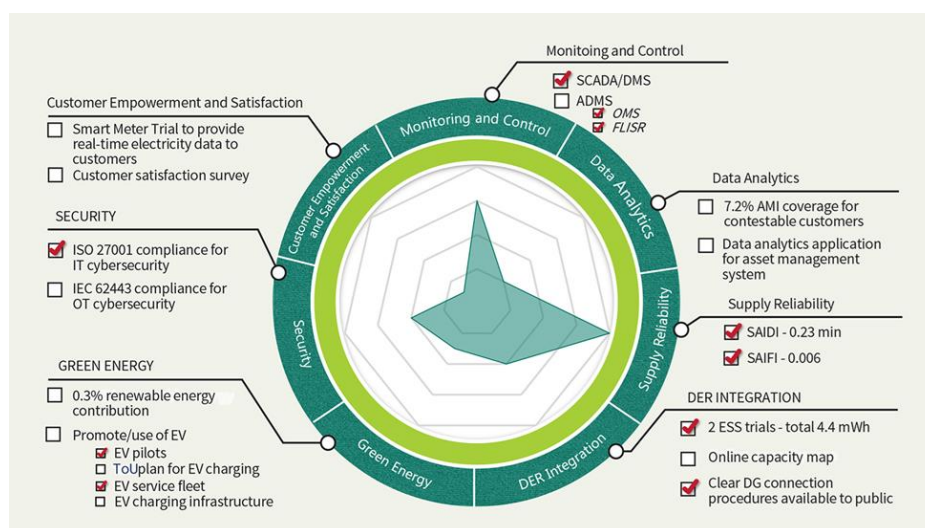 Monitoing and Control
SCADA/DMS
ADMS
OMS
FLISR
Customer Empowerment and Satisfaction
Smart Meter Trial to provide
real-time electricity data to
customers
Customer satisfaction survey
SECURITY
ISO 27001 compliance for
IT cybersecurity
IEC 62443 compliance for
OT cybersecurity
GREEN ENERGY
0.3% renewable energy
contribution
Promote/use of EV
EV pilots
ToUplan for EV charging
EV service fleet
EV charging infrastructure
Monitoring and Control
Data Analytics
Supply Reliability
DER Integration
Green Energy
Security
Customer Empowerment
and Satisfaction
Data Analytics
7.2% AMI coverage for
contestable customers
Data analytics application
for asset management
system
Supply Reliability
SAIDI - 0.23 min
SAIFI - 0.006
DER INTEGRATION
2 ESS trials - total 4.4 mWh
Online capacity map
Clear DG connection
procedures available to public